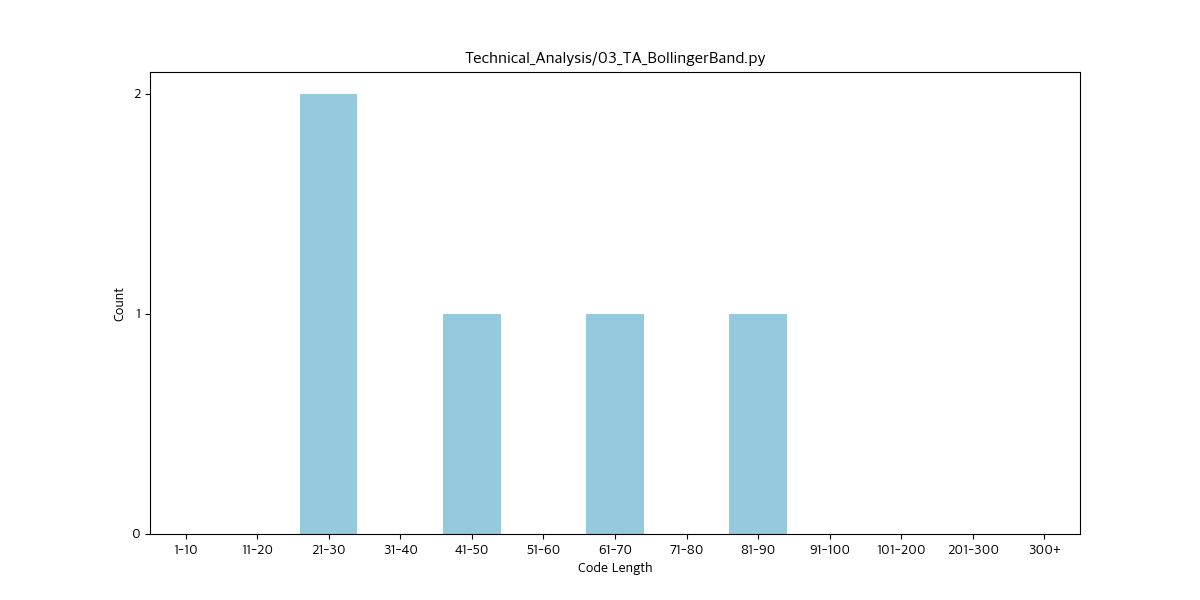 Technical_Analysis/03_TA_BollingerBand.py
Count
2
1
0
1-10 11-20 21-30 31-40 41-50 51-60 61-70 71-80 81-90 91-100 101-200 201-300 300+
Code Length